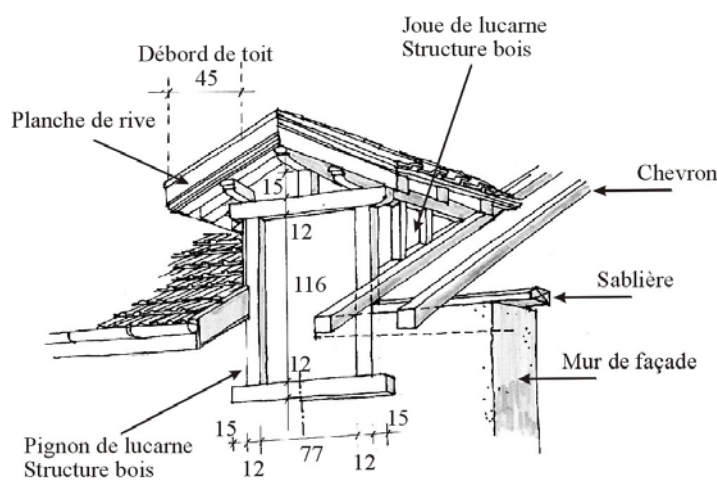 Joue de lucarne
Structure bois
Débord de toit
45
Planche de rive
Chevron
15
12
116
Sablière
12
Mur de façade
15
15
77
12
12
Pignon de lucarne
Structure bois